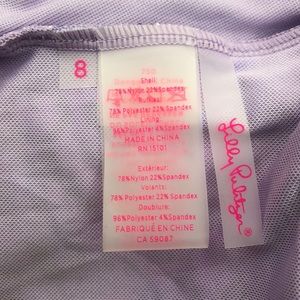 8
Shell:
78%Nylon 22%Spandex
Ruffles:
78% Polyester 22%Spandex
Lining:
96%Polyester 4%Spandex
MADE IN CHINA
RN15101
Extérieur:
78%Nylon 22%Spandex
Volants:
78% Polyester 22%Spandex
Doublure:
96%Polyester 4%Spandex
FABRIQUÉ EN CHINE
CA 59087
Lilly Pulitzer®